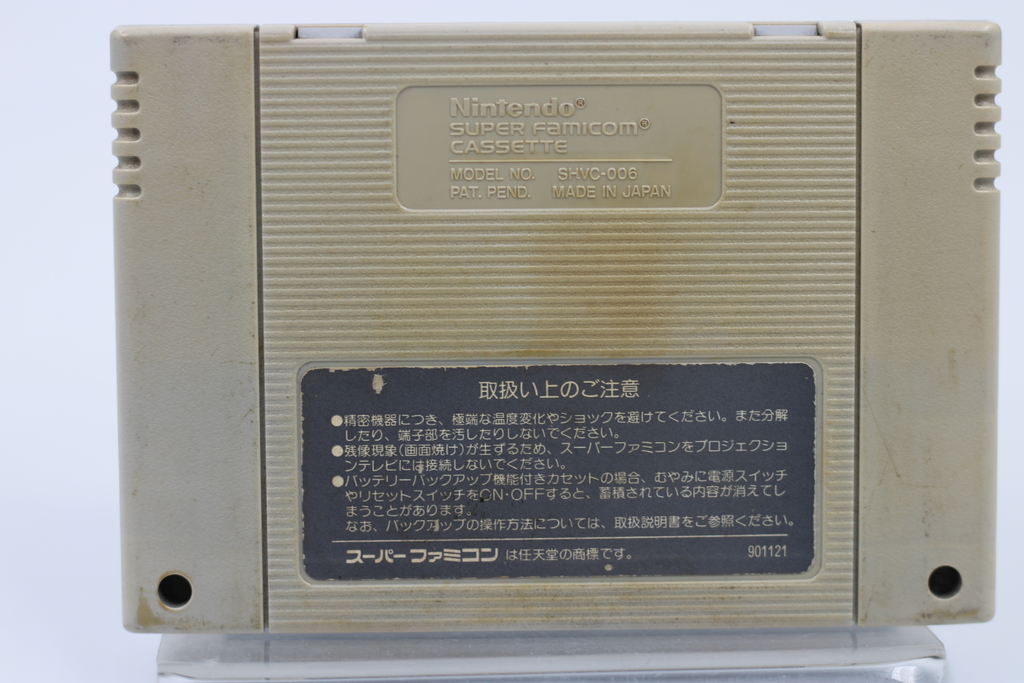 Nintendo®
SUPER FAMICOM®
CASSETTE
MODEL NO. SHVC-006
PAT. PEND. MADE IN JAPAN
取扱い上のご注意
●精密機器につき、極端な温度変化やショックを避けてください。また分解
したり、端子部を汚したりしないでください。
●残像現象(画面焼け)が生ずるため、スーパーファミコンをプロジェクショ
ンテレビには接続しないでください。
●バッテリーバックアップ機能付きカセットの場合、むやみに電源スイッチ
やリセットスイッチをON・OFFすると、蓄積されている内容が消えてし
まうことがあります。
なお、バックアップの操作方法については、取扱説明書をご参照ください。
スーパーファミコン は任天堂の商標です。 901121